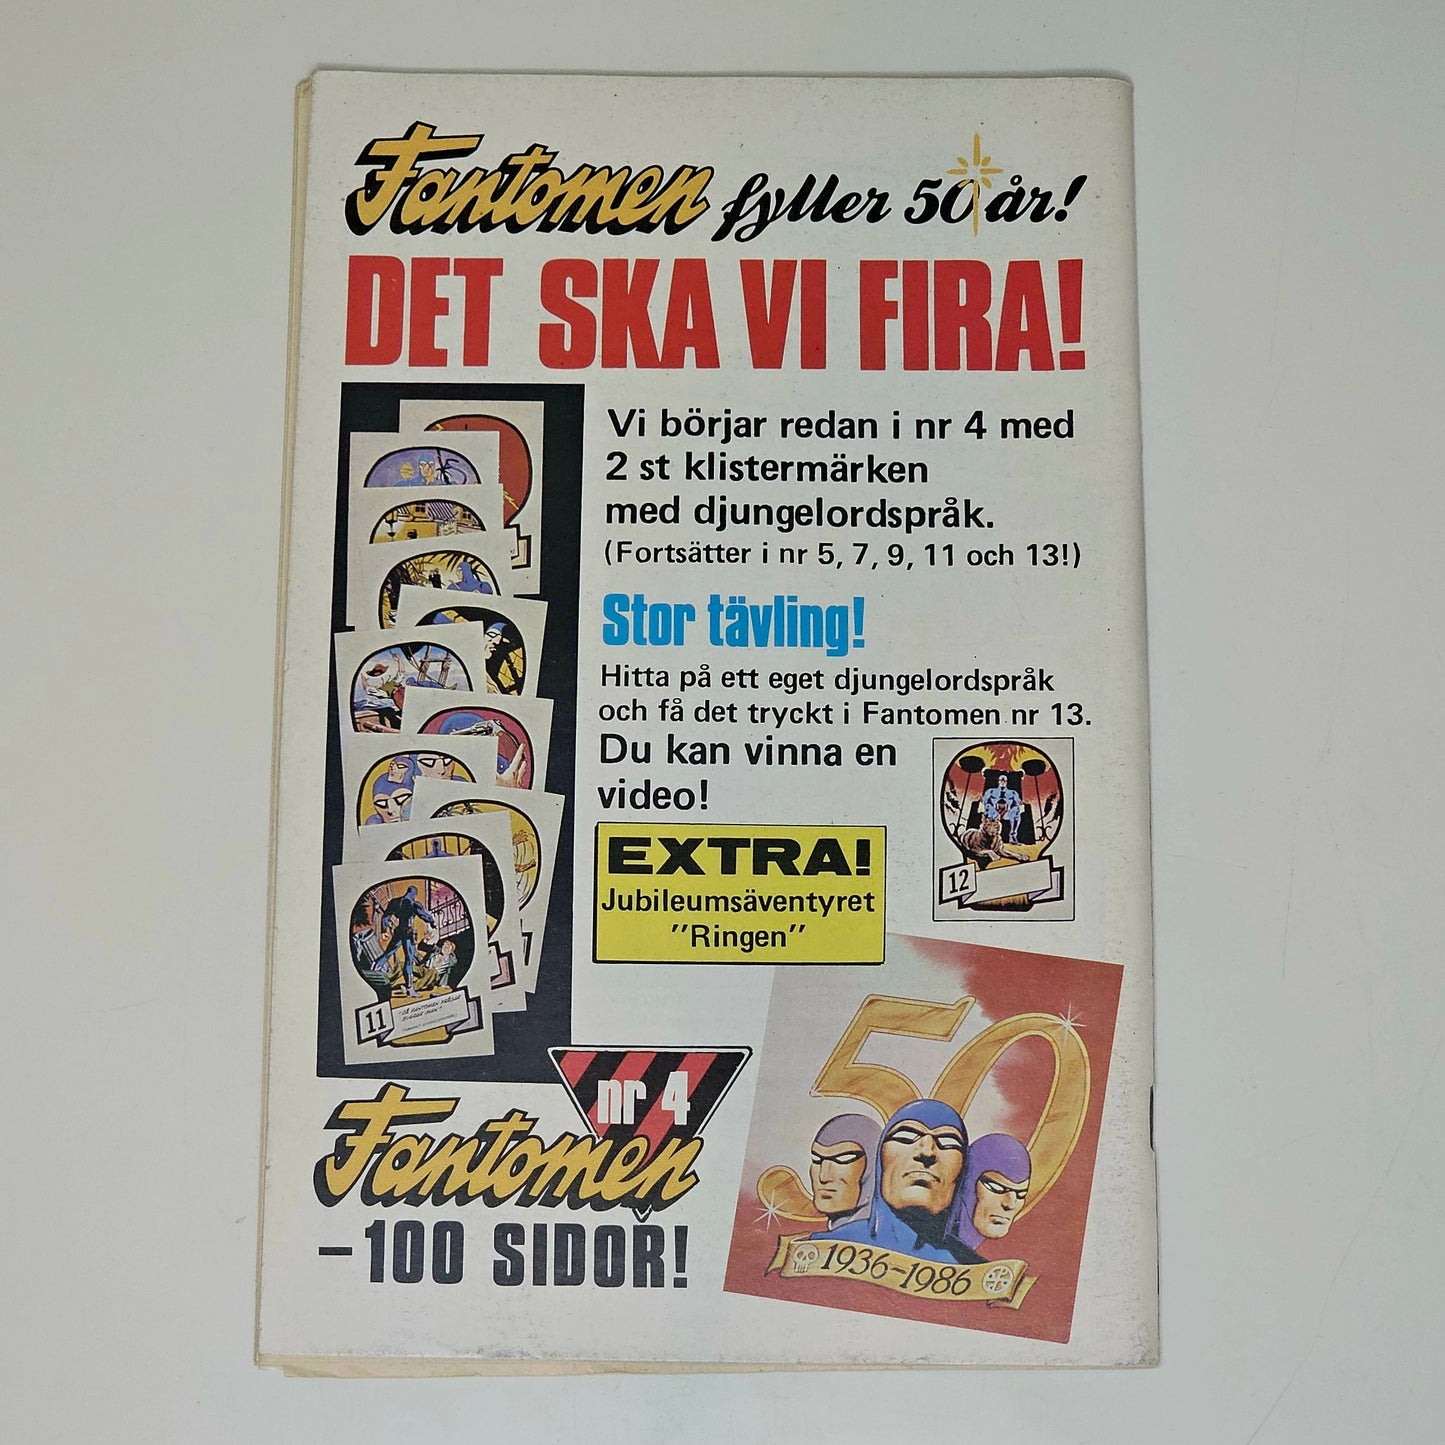 Fantomen fyller 50 år!
DET SKA VI FIRA!
Vi börjar redan i nr 4 med
2 st klistermärken
med djungelordspråk.
(Fortsätter i nr 5, 7, 9, 11 och 13!)
Stor tävling!
Hitta på ett eget djungelordspråk
och få det tryckt i Fantomen nr 13.
Du kan vinna en
video!
EXTRA!
Jubileumsäventyret
"Ringen"
12
11
nr 4
Fantomen
–100 SIDOR!
50
1936–1986